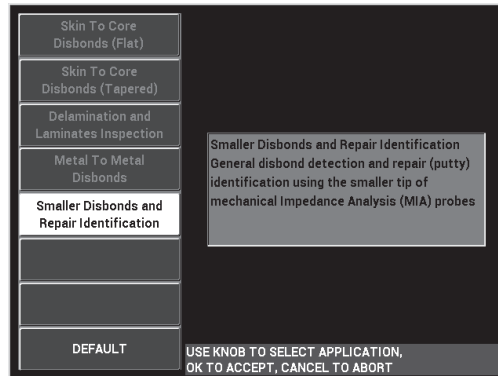 Skin To Core
Disbonds (Flat)
Skin To Core
Disbonds (Tapered)
Delamination and
Laminates Inspection
Metal To Metal
Disbonds
Smaller Disbonds and
Repair Identification
DEFAULT
Smaller Disbonds and Repair Identification
General disbond detection and repair (putty)
identification using the smaller tip of
mechanical Impedance Analysis (MIA) probes
USE KNOB TO SELECT APPLICATION,
OK TO ACCEPT, CANCEL TO ABORT